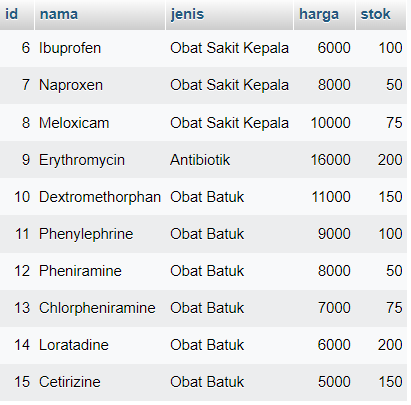 id nama jenis harga stok
6 Ibuprofen Obat Sakit Kepala 6000 100
7 Naproxen Obat Sakit Kepala 8000 50
8 Meloxicam Obat Sakit Kepala 10000 75
9 Erythromycin Antibiotik 16000 200
10 Dextromethorphan Obat Batuk 11000 150
11 Phenylephrine Obat Batuk 9000 100
12 Pheniramine Obat Batuk 8000 50
13 Chlorpheniramine Obat Batuk 7000 75
14 Loratadine Obat Batuk 6000 200
15 Cetirizine Obat Batuk 5000 150